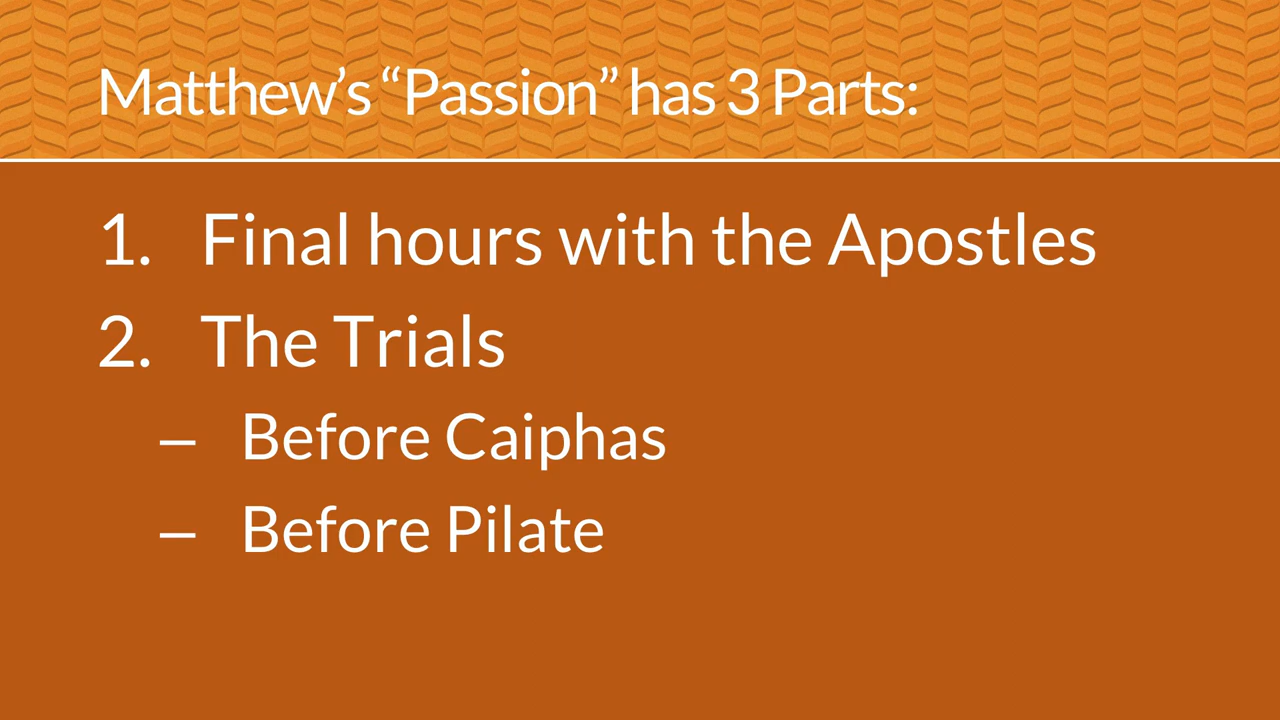 Matthew’s “Passion” has 3 Parts:
1. Final hours with the Apostles
2. The Trials
– Before Caiphas
– Before Pilate